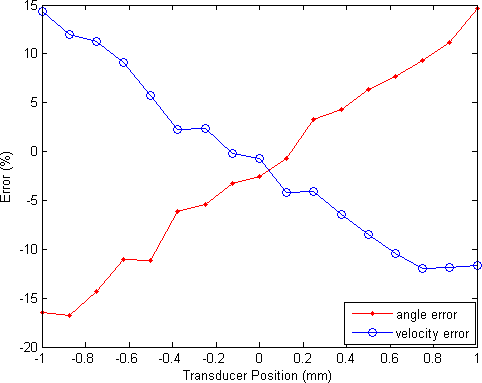 15
10
5
0
-5
-10
-15
-20
Error (%)
-1 -0.8 -0.6 -0.4 -0.2 0 0.2 0.4 0.6 0.8 1
Transducer Position (mm)
angle error
velocity error